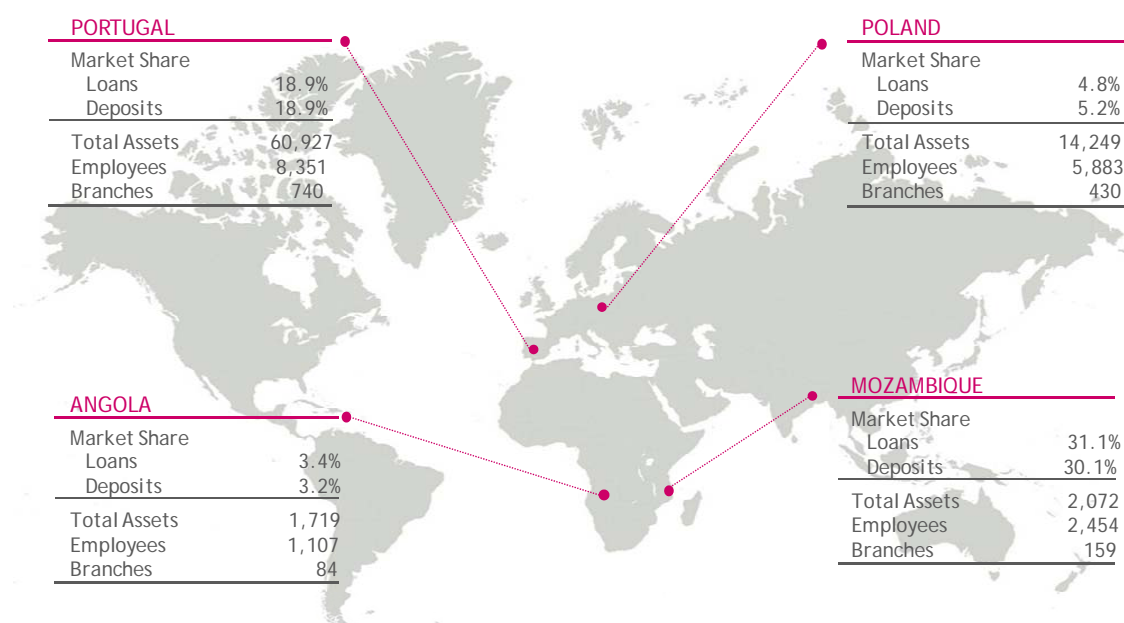 PORTUGAL
Market Share
Loans 18.9%
Deposits 18.9%
Total Assets 60,927
Employees 8,351
Branches 740
POLAND
Market Share
Loans 4.8%
Deposits 5.2%
Total Assets 14,249
Employees 5,883
Branches 430
ANGOLA
Market Share
Loans 3.4%
Deposits 3.2%
Total Assets 1,719
Employees 1,107
Branches 84
MOZAMBIQUE
Market Share
Loans 31.1%
Deposits 30.1%
Total Assets 2,072
Employees 2,454
Branches 159